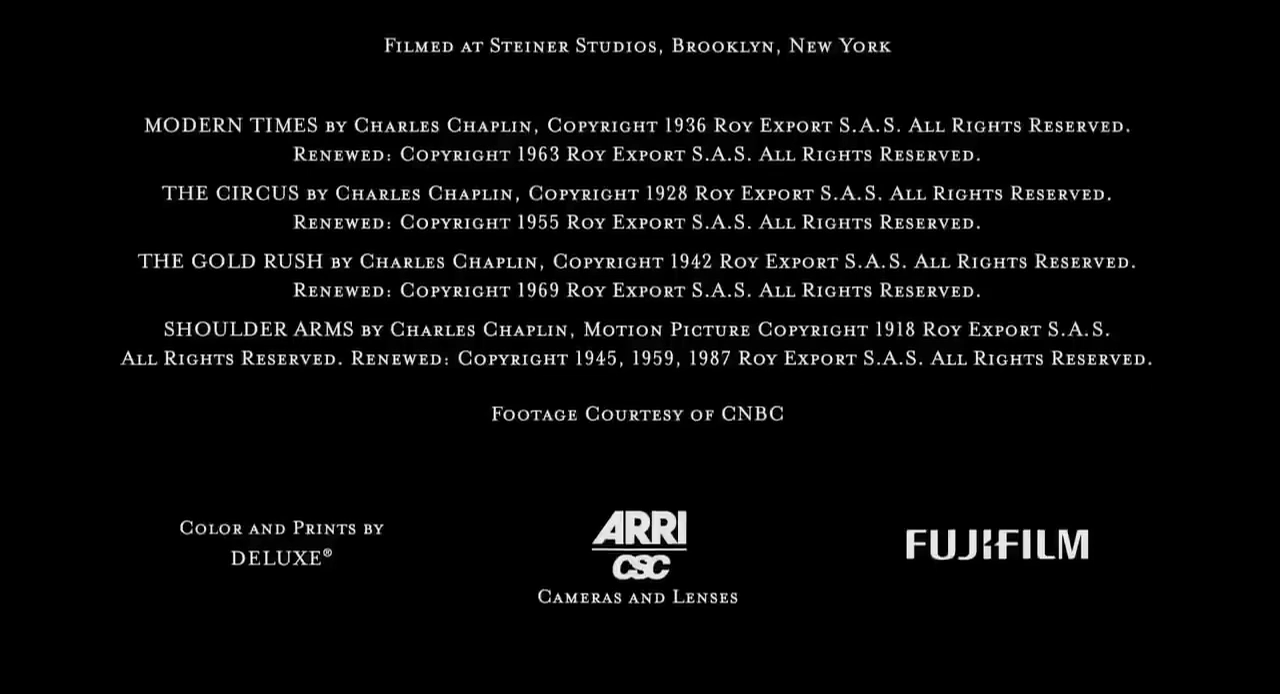 Filmed at Steiner Studios, Brooklyn, New York
MODERN TIMES by Charles Chaplin, Copyright 1936 Roy Export S.A.S. All Rights Reserved.
Renewed: Copyright 1963 Roy Export S.A.S. All Rights Reserved.
THE CIRCUS by Charles Chaplin, Copyright 1928 Roy Export S.A.S. All Rights Reserved.
Renewed: Copyright 1955 Roy Export S.A.S. All Rights Reserved.
THE GOLD RUSH by Charles Chaplin, Copyright 1942 Roy Export S.A.S. All Rights Reserved.
Renewed: Copyright 1969 Roy Export S.A.S. All Rights Reserved.
SHOULDER ARMS by Charles Chaplin, Motion Picture Copyright 1918 Roy Export S.A.S.
All Rights Reserved. Renewed: Copyright 1945, 1959, 1987 Roy Export S.A.S. All Rights Reserved.
Footage Courtesy of CNBC
Color and Prints by
DELUXE®
ARRI
CSC
Cameras and Lenses
FUJIFILM